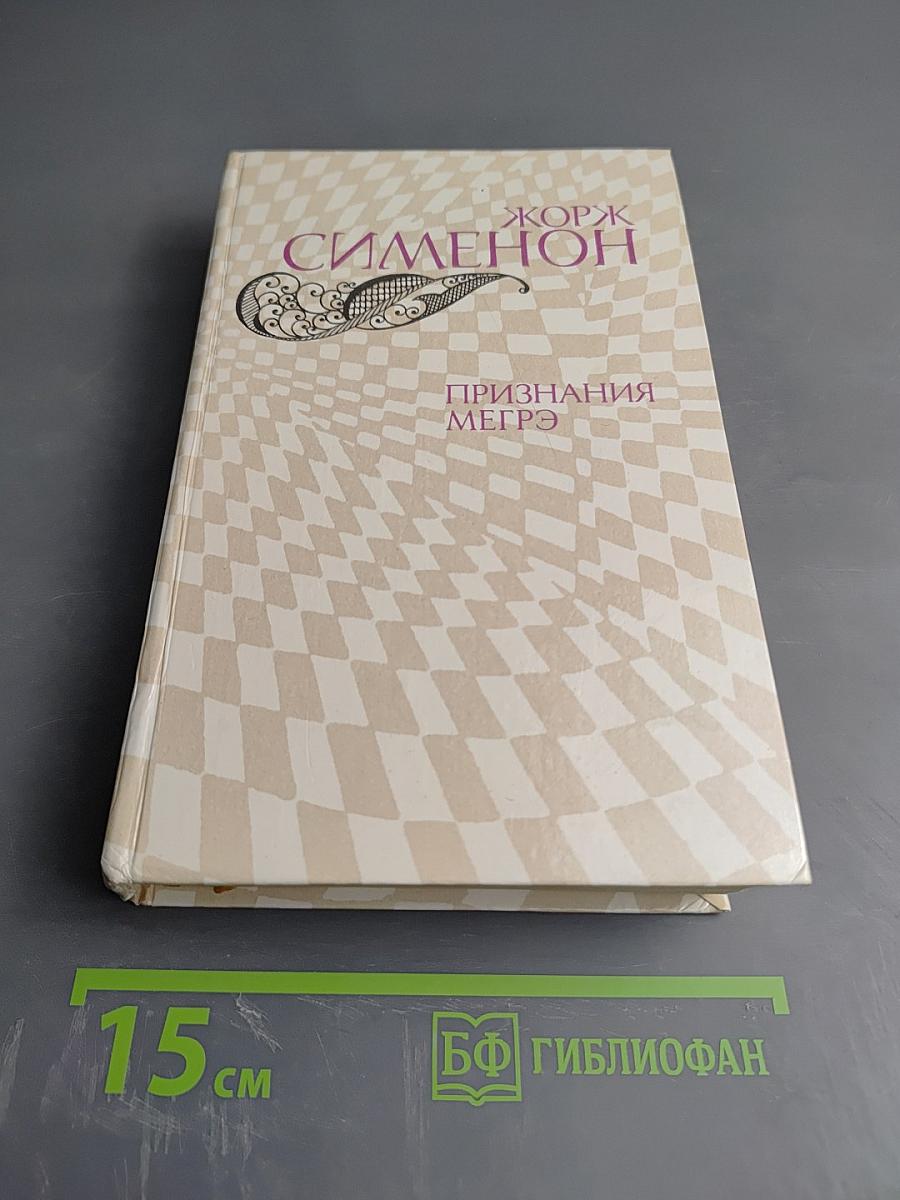 ЖОРЖ
СИМЕНОН
ПРИЗНАНИЯ
МЕГРЭ
15 см
БФ ГИБЛИОФАН